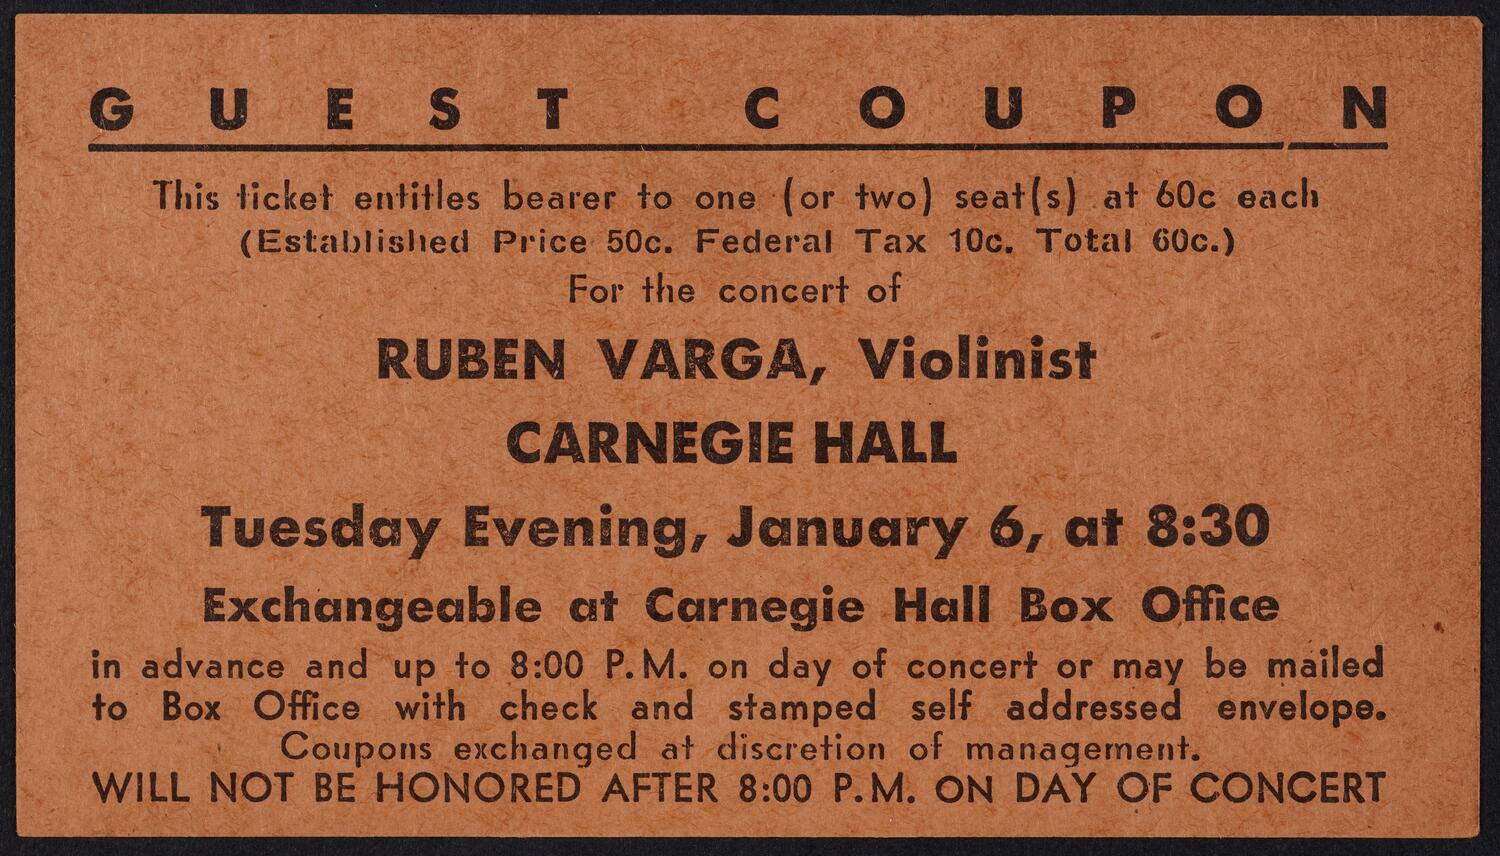 GUEST COUPON
This ticket entitles bearer to one (or two) seat(s) at 60c each
(Established Price 50c. Federal Tax 10c. Total 60c.)
For the concert of
RUBEN VARGA, Violinist
CARNEGIE HALL
Tuesday Evening, January 6, at 8:30
Exchangeable at Carnegie Hall Box Office
in advance and up to 8:00 P.M. on day of concert or may be mailed
to Box Office with check and stamped self addressed envelope.
Coupons exchanged at discretion of management.
WILL NOT BE HONORED AFTER 8:00 P.M. ON DAY OF CONCERT